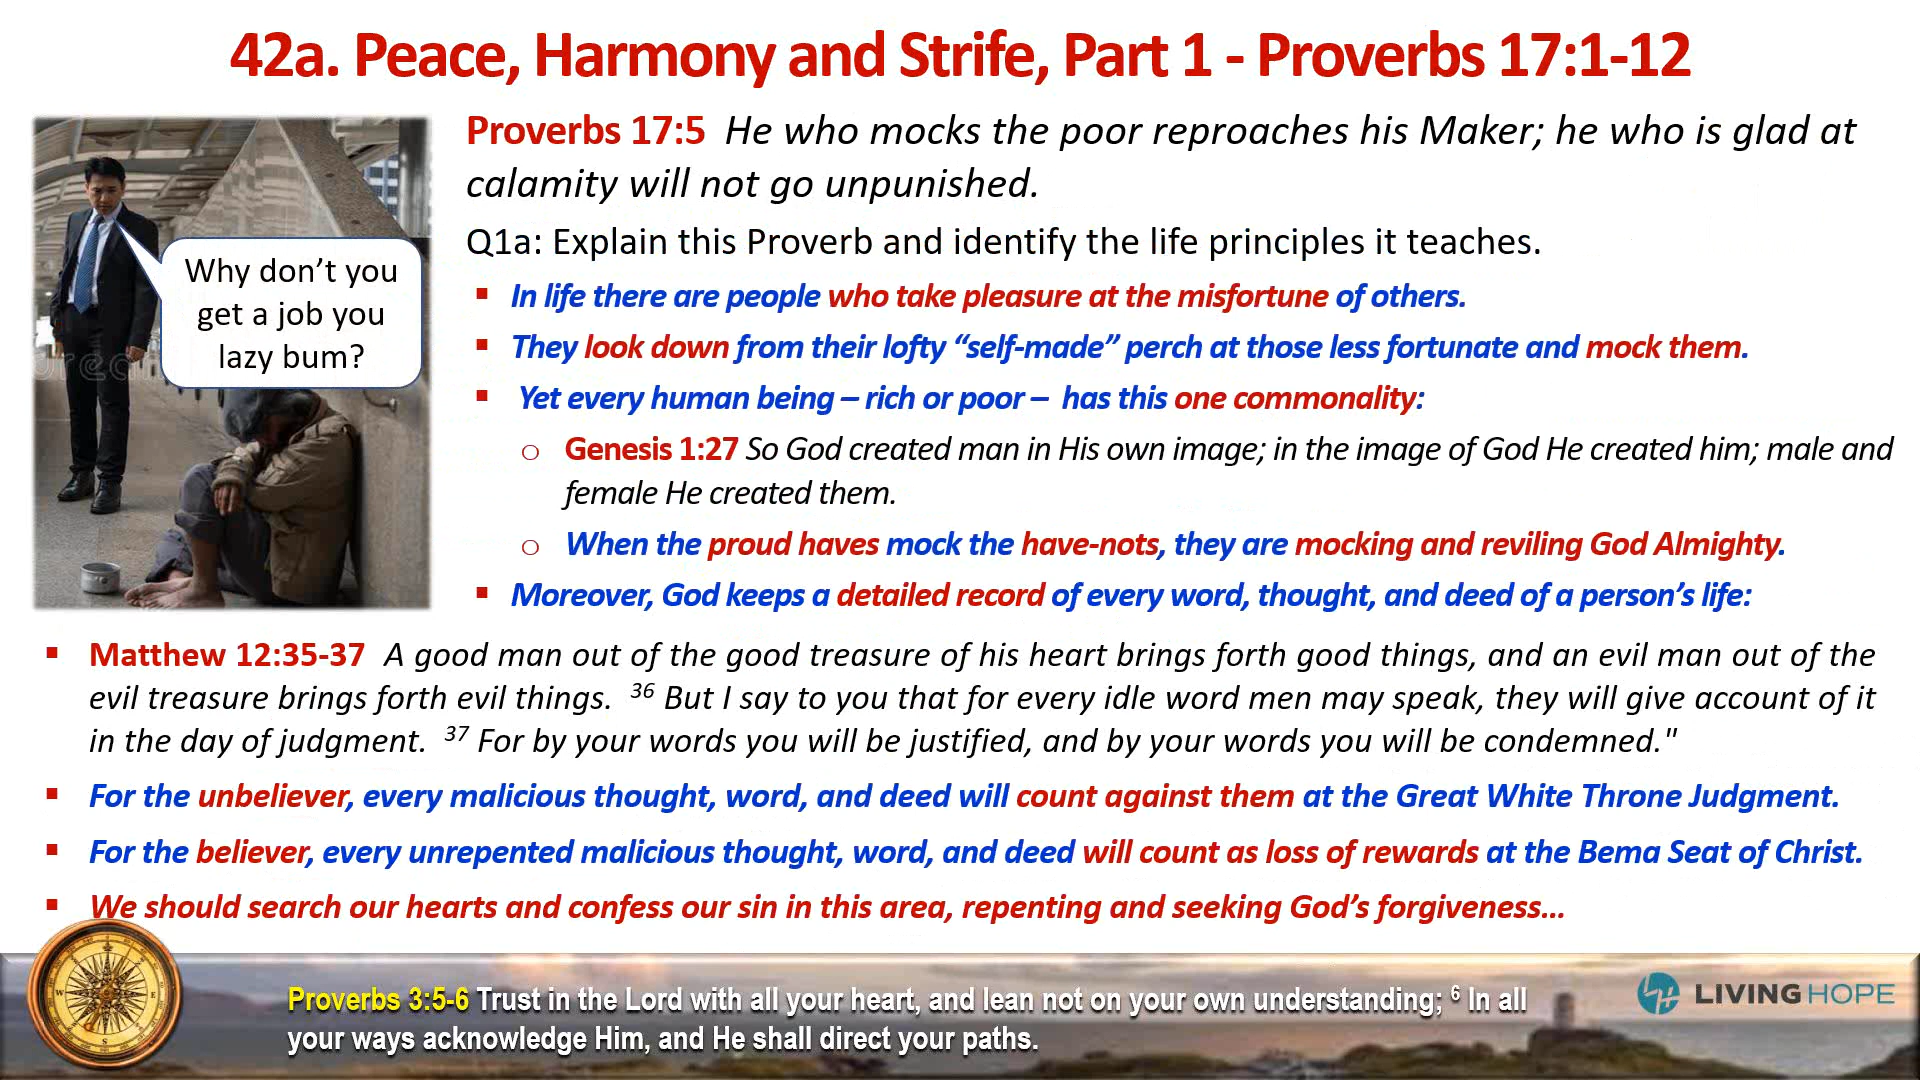 42a. Peace, Harmony and Strife, Part 1 - Proverbs 17:1-12
Why don’t you
get a job you
lazy bum?
Proverbs 17:5 He who mocks the poor reproaches his Maker; he who is glad at
calamity will not go unpunished.
Q1a: Explain this Proverb and identify the life principles it teaches.
▪ In life there are people who take pleasure at the misfortune of others.
▪ They look down from their lofty “self-made” perch at those less fortunate and mock them.
▪ Yet every human being – rich or poor – has this one commonality:
o Genesis 1:27 So God created man in His own image; in the image of God He created him; male and
female He created them.
o When the proud haves mock the have-nots, they are mocking and reviling God Almighty.
▪ Moreover, God keeps a detailed record of every word, thought, and deed of a person’s life:
▪ Matthew 12:35-37 A good man out of the good treasure of his heart brings forth good things, and an evil man out of the
evil treasure brings forth evil things. 36 But I say to you that for every idle word men may speak, they will give account of it
in the day of judgment. 37 For by your words you will be justified, and by your words you will be condemned."
▪ For the unbeliever, every malicious thought, word, and deed will count against them at the Great White Throne Judgment.
▪ For the believer, every unrepented malicious thought, word, and deed will count as loss of rewards at the Bema Seat of Christ.
▪ We should search our hearts and confess our sin in this area, repenting and seeking God’s forgiveness…
W E S
Proverbs 3:5-6 Trust in the Lord with all your heart, and lean not on your own understanding; 6 In all
your ways acknowledge Him, and He shall direct your paths.
LIVING HOPE